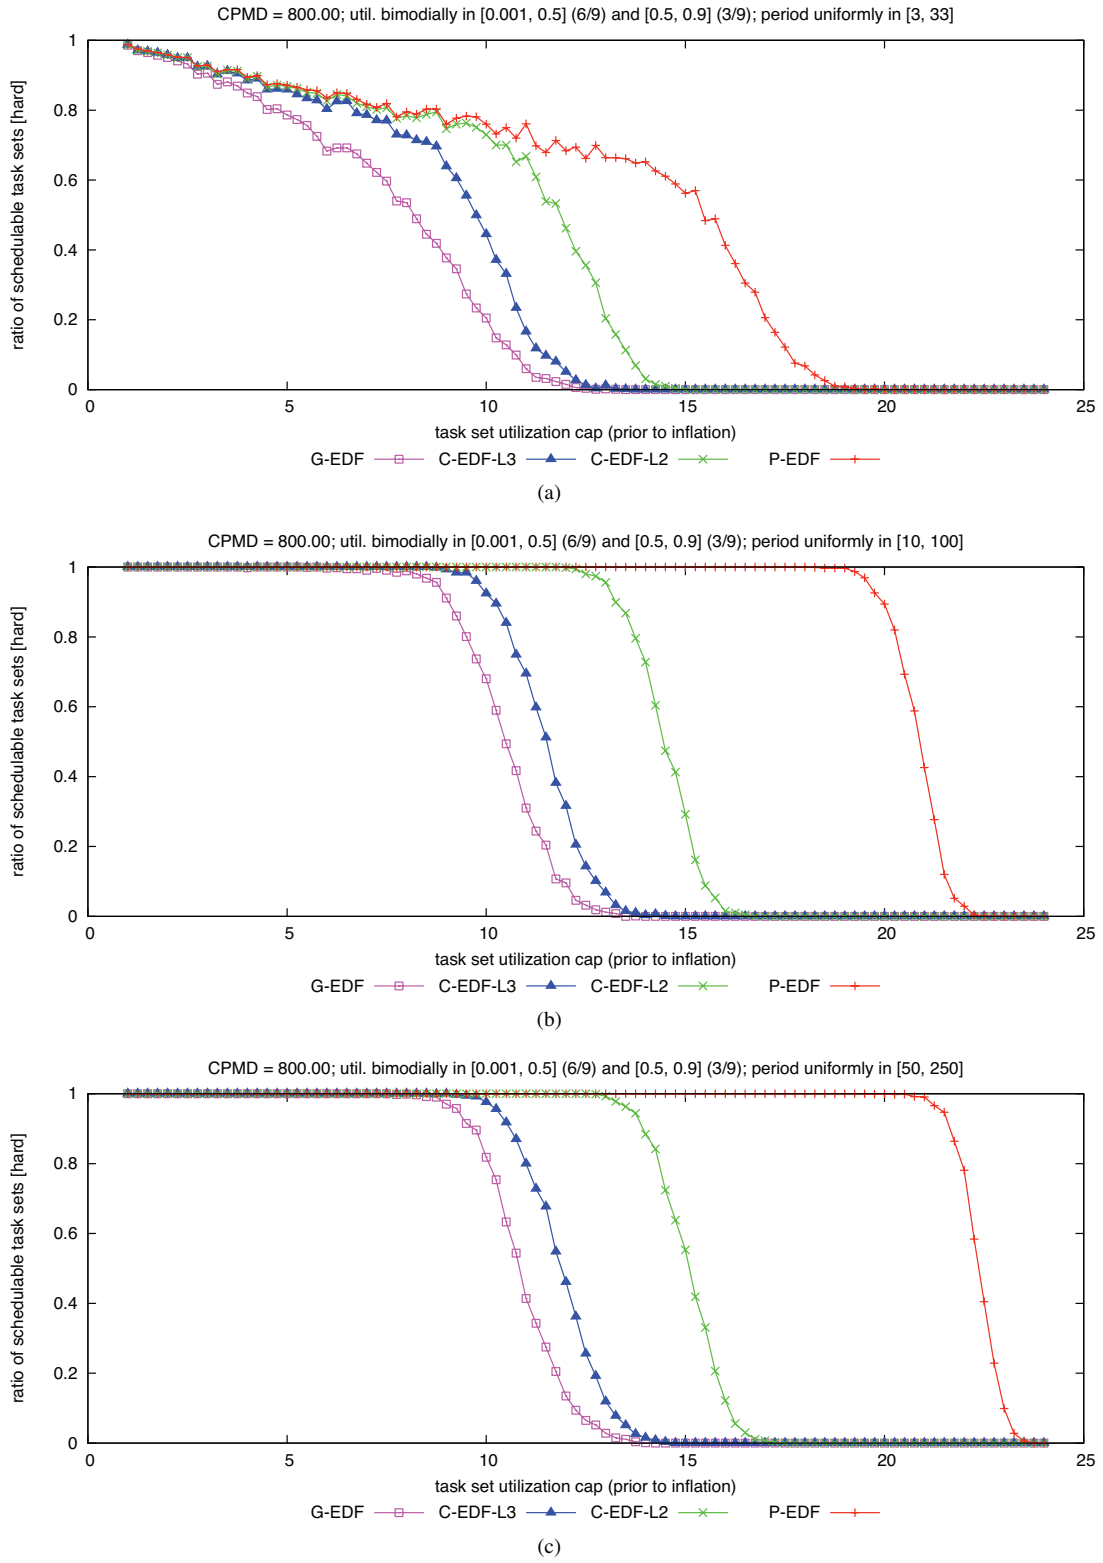 CPMD = 800.00; util. bimodially in [0.001, 0.5] (6/9) and [0.5, 0.9] (3/9); period uniformly in [3, 33]
ratio of schedulable task sets [hard]
1
0.8
0.6
0.4
0.2
0
0 5 10 15 20 25
task set utilization cap (prior to inflation)
G-EDF C-EDF-L3 C-EDF-L2 P-EDF
(a)
CPMD = 800.00; util. bimodially in [0.001, 0.5] (6/9) and [0.5, 0.9] (3/9); period uniformly in [10, 100]
ratio of schedulable task sets [hard]
1
0.8
0.6
0.4
0.2
0
0 5 10 15 20 25
task set utilization cap (prior to inflation)
G-EDF C-EDF-L3 C-EDF-L2 P-EDF
(b)
CPMD = 800.00; util. bimodially in [0.001, 0.5] (6/9) and [0.5, 0.9] (3/9); period uniformly in [50, 250]
ratio of schedulable task sets [hard]
1
0.8
0.6
0.4
0.2
0
0 5 10 15 20 25
task set utilization cap (prior to inflation)
G-EDF C-EDF-L3 C-EDF-L2 P-EDF
(c)